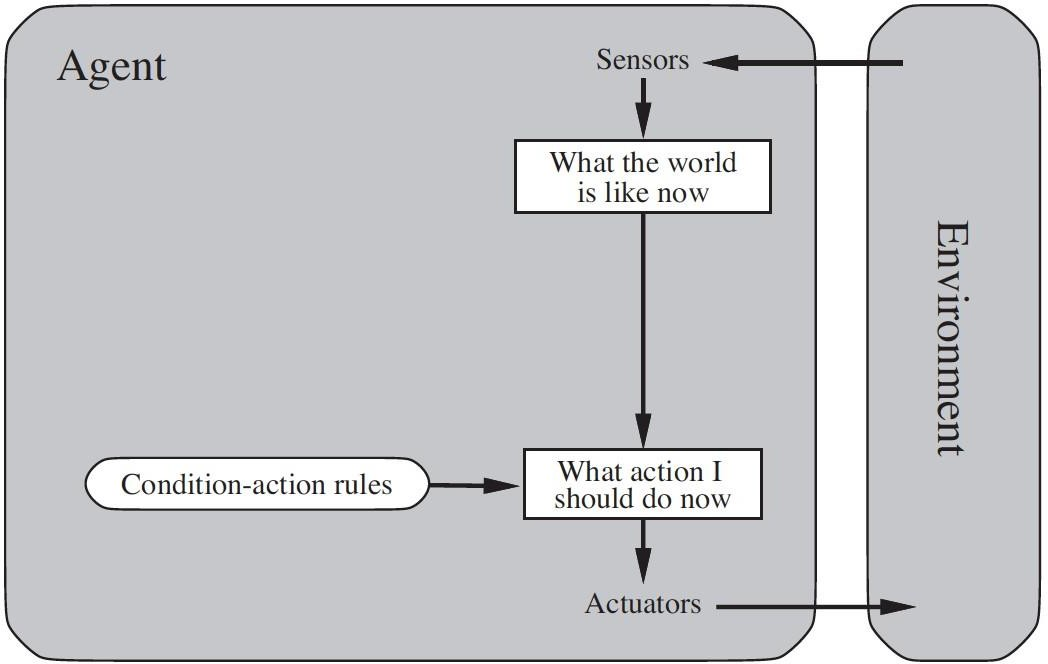 Agent
Sensors
What the world
is like now
Environment
Condition-action rules
What action I
should do now
Actuators